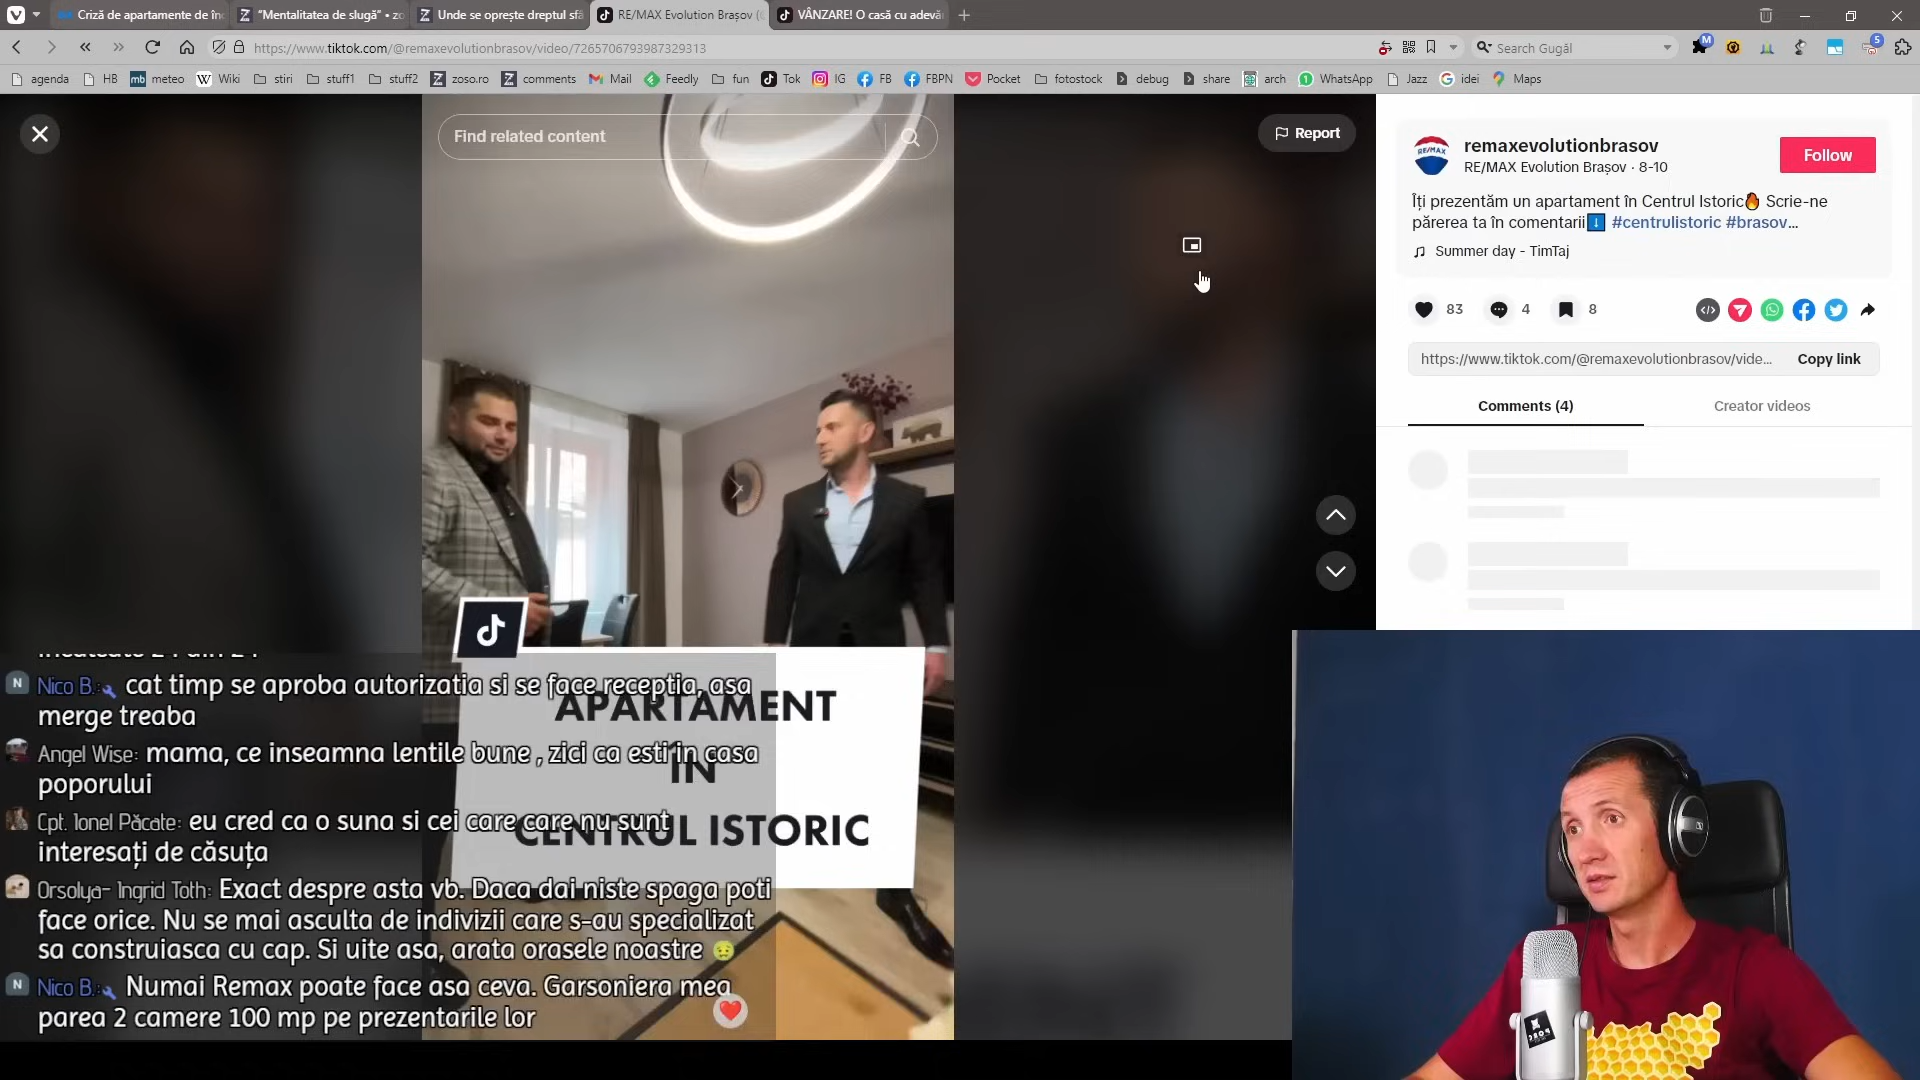 Criză de apartamente de în
"Mentalitatea de slugă" • zo
Unde se oprește dreptul sfâ
RE/MAX Evolution Brașov (
VÂNZARE! O casă cu adevă
https://www.tiktok.com/@remaxevolutionbrasov/video/7265706793987329313
Search Gugăl
M
5
agenda HB meteo Wiki stiri stuff1 stuff2 zoso.ro comments Mail Feedly fun Tok IG FB FBPN Pocket fotostock debug share arch WhatsApp Jazz idei Maps
Find related content
Report
RE/MAX
remaxevolutionbrasov
RE/MAX Evolution Brașov · 8-10
Follow
Îți prezentăm un apartament în Centrul Istoric🔥 Scrie-ne
părerea ta în comentarii⬇️ #centrulistoric #brasov...
Summer day - TimTaj
83 4 8
https://www.tiktok.com/@remaxevolutionbrasov/vide... Copy link
Comments (4) Creator videos
APARTAMENT
ÎN
CENTRUL ISTORIC
Nico B.: cat timp se aproba autorizatia si se face receptia, asa
merge treaba
Angel Wise: mama, ce inseamna lentile bune , zici ca esti in casa
poporului
Cpt. Ionel Păcate: eu cred ca o suna si cei care care nu sunt
interesați de căsuța
Orsolya- Ingrid Toth: Exact despre asta vb. Daca dai niste spaga poti
face orice. Nu se mai asculta de indivizii care s-au specializat
sa construiasca cu cap. Si uite asa, arata orasele noastre 🤢
Nico B.: Numai Remax poate face asa ceva. Garsoniera mea
parea 2 camere 100 mp pe prezentarile lor